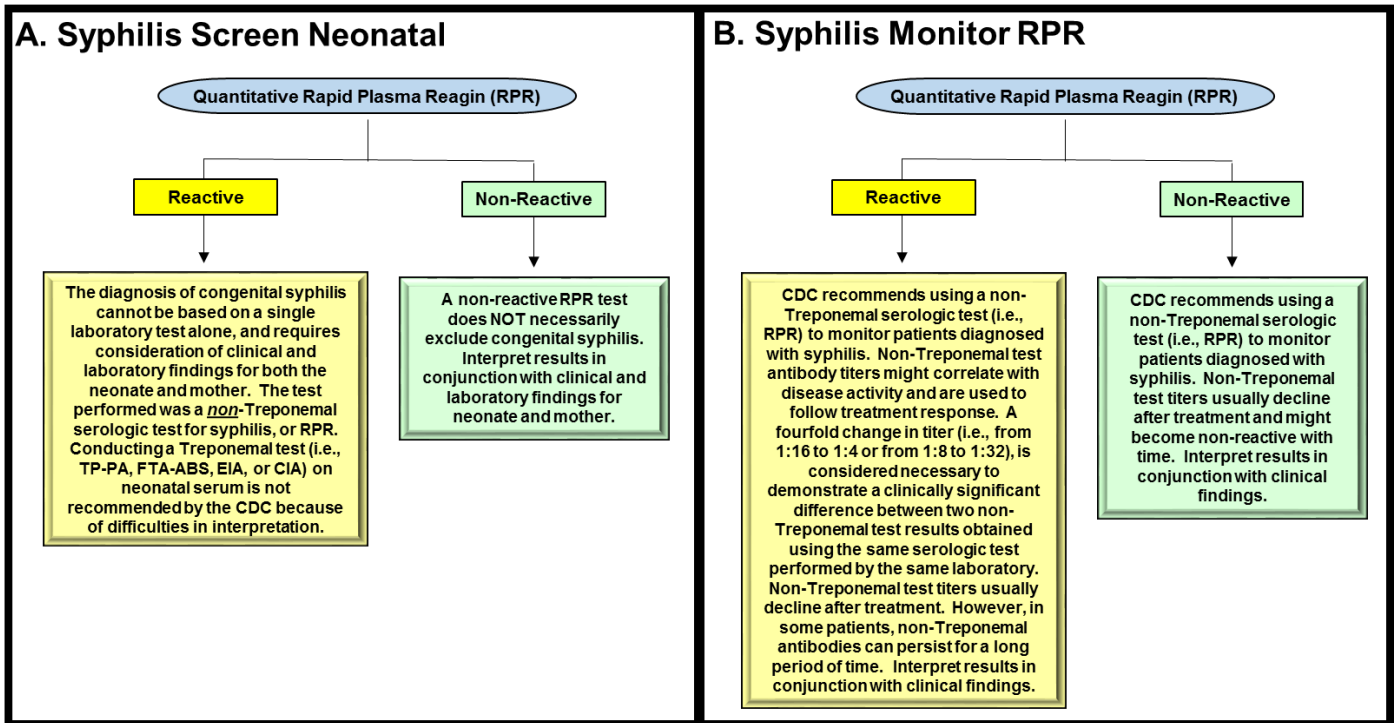 A. Syphilis Screen Neonatal
Quantitative Rapid Plasma Reagin (RPR)
Reactive
Non-Reactive
The diagnosis of congenital syphilis
cannot be based on a single
laboratory test alone, and requires
consideration of clinical and
laboratory findings for both the
neonate and mother. The test
performed was a non-Treponemal
serologic test for syphilis, or RPR.
Conducting a Treponemal test (i.e.,
TP-PA, FTA-ABS, EIA, or CIA) on
neonatal serum is not
recommended by the CDC because
of difficulties in interpretation.
A non-reactive RPR test
does NOT necessarily
exclude congenital syphilis.
Interpret results in
conjunction with clinical and
laboratory findings for
neonate and mother.
B. Syphilis Monitor RPR
Quantitative Rapid Plasma Reagin (RPR)
Reactive
Non-Reactive
CDC recommends using a non-
Treponemal serologic test (i.e.,
RPR) to monitor patients diagnosed
with syphilis. Non-Treponemal test
antibody titers might correlate with
disease activity and are used to
follow treatment response. A
fourfold change in titer (i.e., from
1:16 to 1:4 or from 1:8 to 1:32), is
considered necessary to
demonstrate a clinically significant
difference between two non-
Treponemal test results obtained
using the same serologic test
performed by the same laboratory.
Non-Treponemal test titers usually
decline after treatment. However, in
some patients, non-Treponemal
antibodies can persist for a long
period of time. Interpret results in
conjunction with clinical findings.
CDC recommends using a
non-Treponemal serologic
test (i.e., RPR) to monitor
patients diagnosed with
syphilis. Non-Treponemal
test titers usually decline
after treatment and might
become non-reactive with
time. Interpret results in
conjunction with clinical
findings.